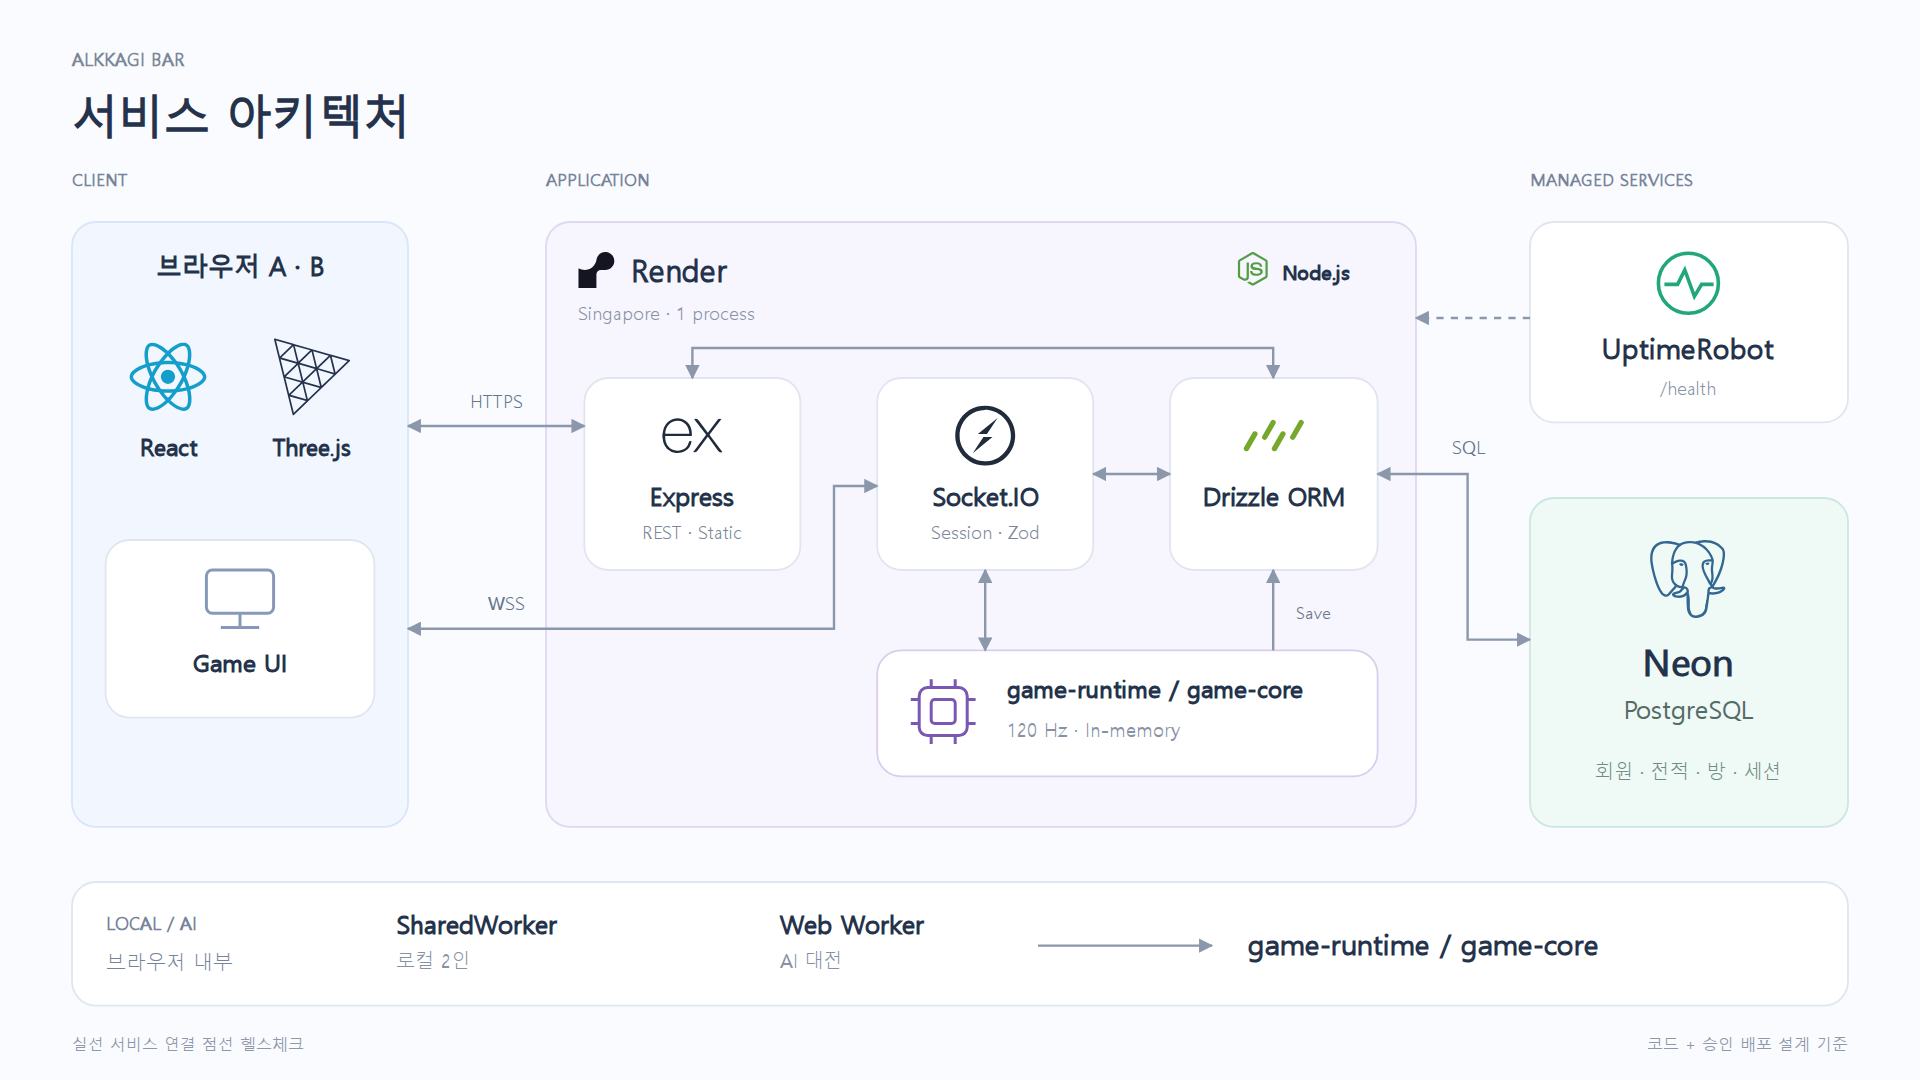 ALKKAGI BAR
서비스 아키텍처
CLIENT
APPLICATION
MANAGED SERVICES
브라우저 A · B
React
Three.js
Game UI
HTTPS
WSS
Render
Singapore · 1 process
JS
Node.js
ex
Express
REST · Static
Socket.IO
Session · Zod
Drizzle ORM
Save
game-runtime / game-core
120 Hz · In-memory
SQL
UptimeRobot
/health
Neon
PostgreSQL
회원 · 전적 · 방 · 세션
LOCAL / AI
브라우저 내부
SharedWorker
로컬 2인
Web Worker
AI 대전
game-runtime / game-core
실선 서비스 연결 점선 헬스체크
코드 + 승인 배포 설계 기준